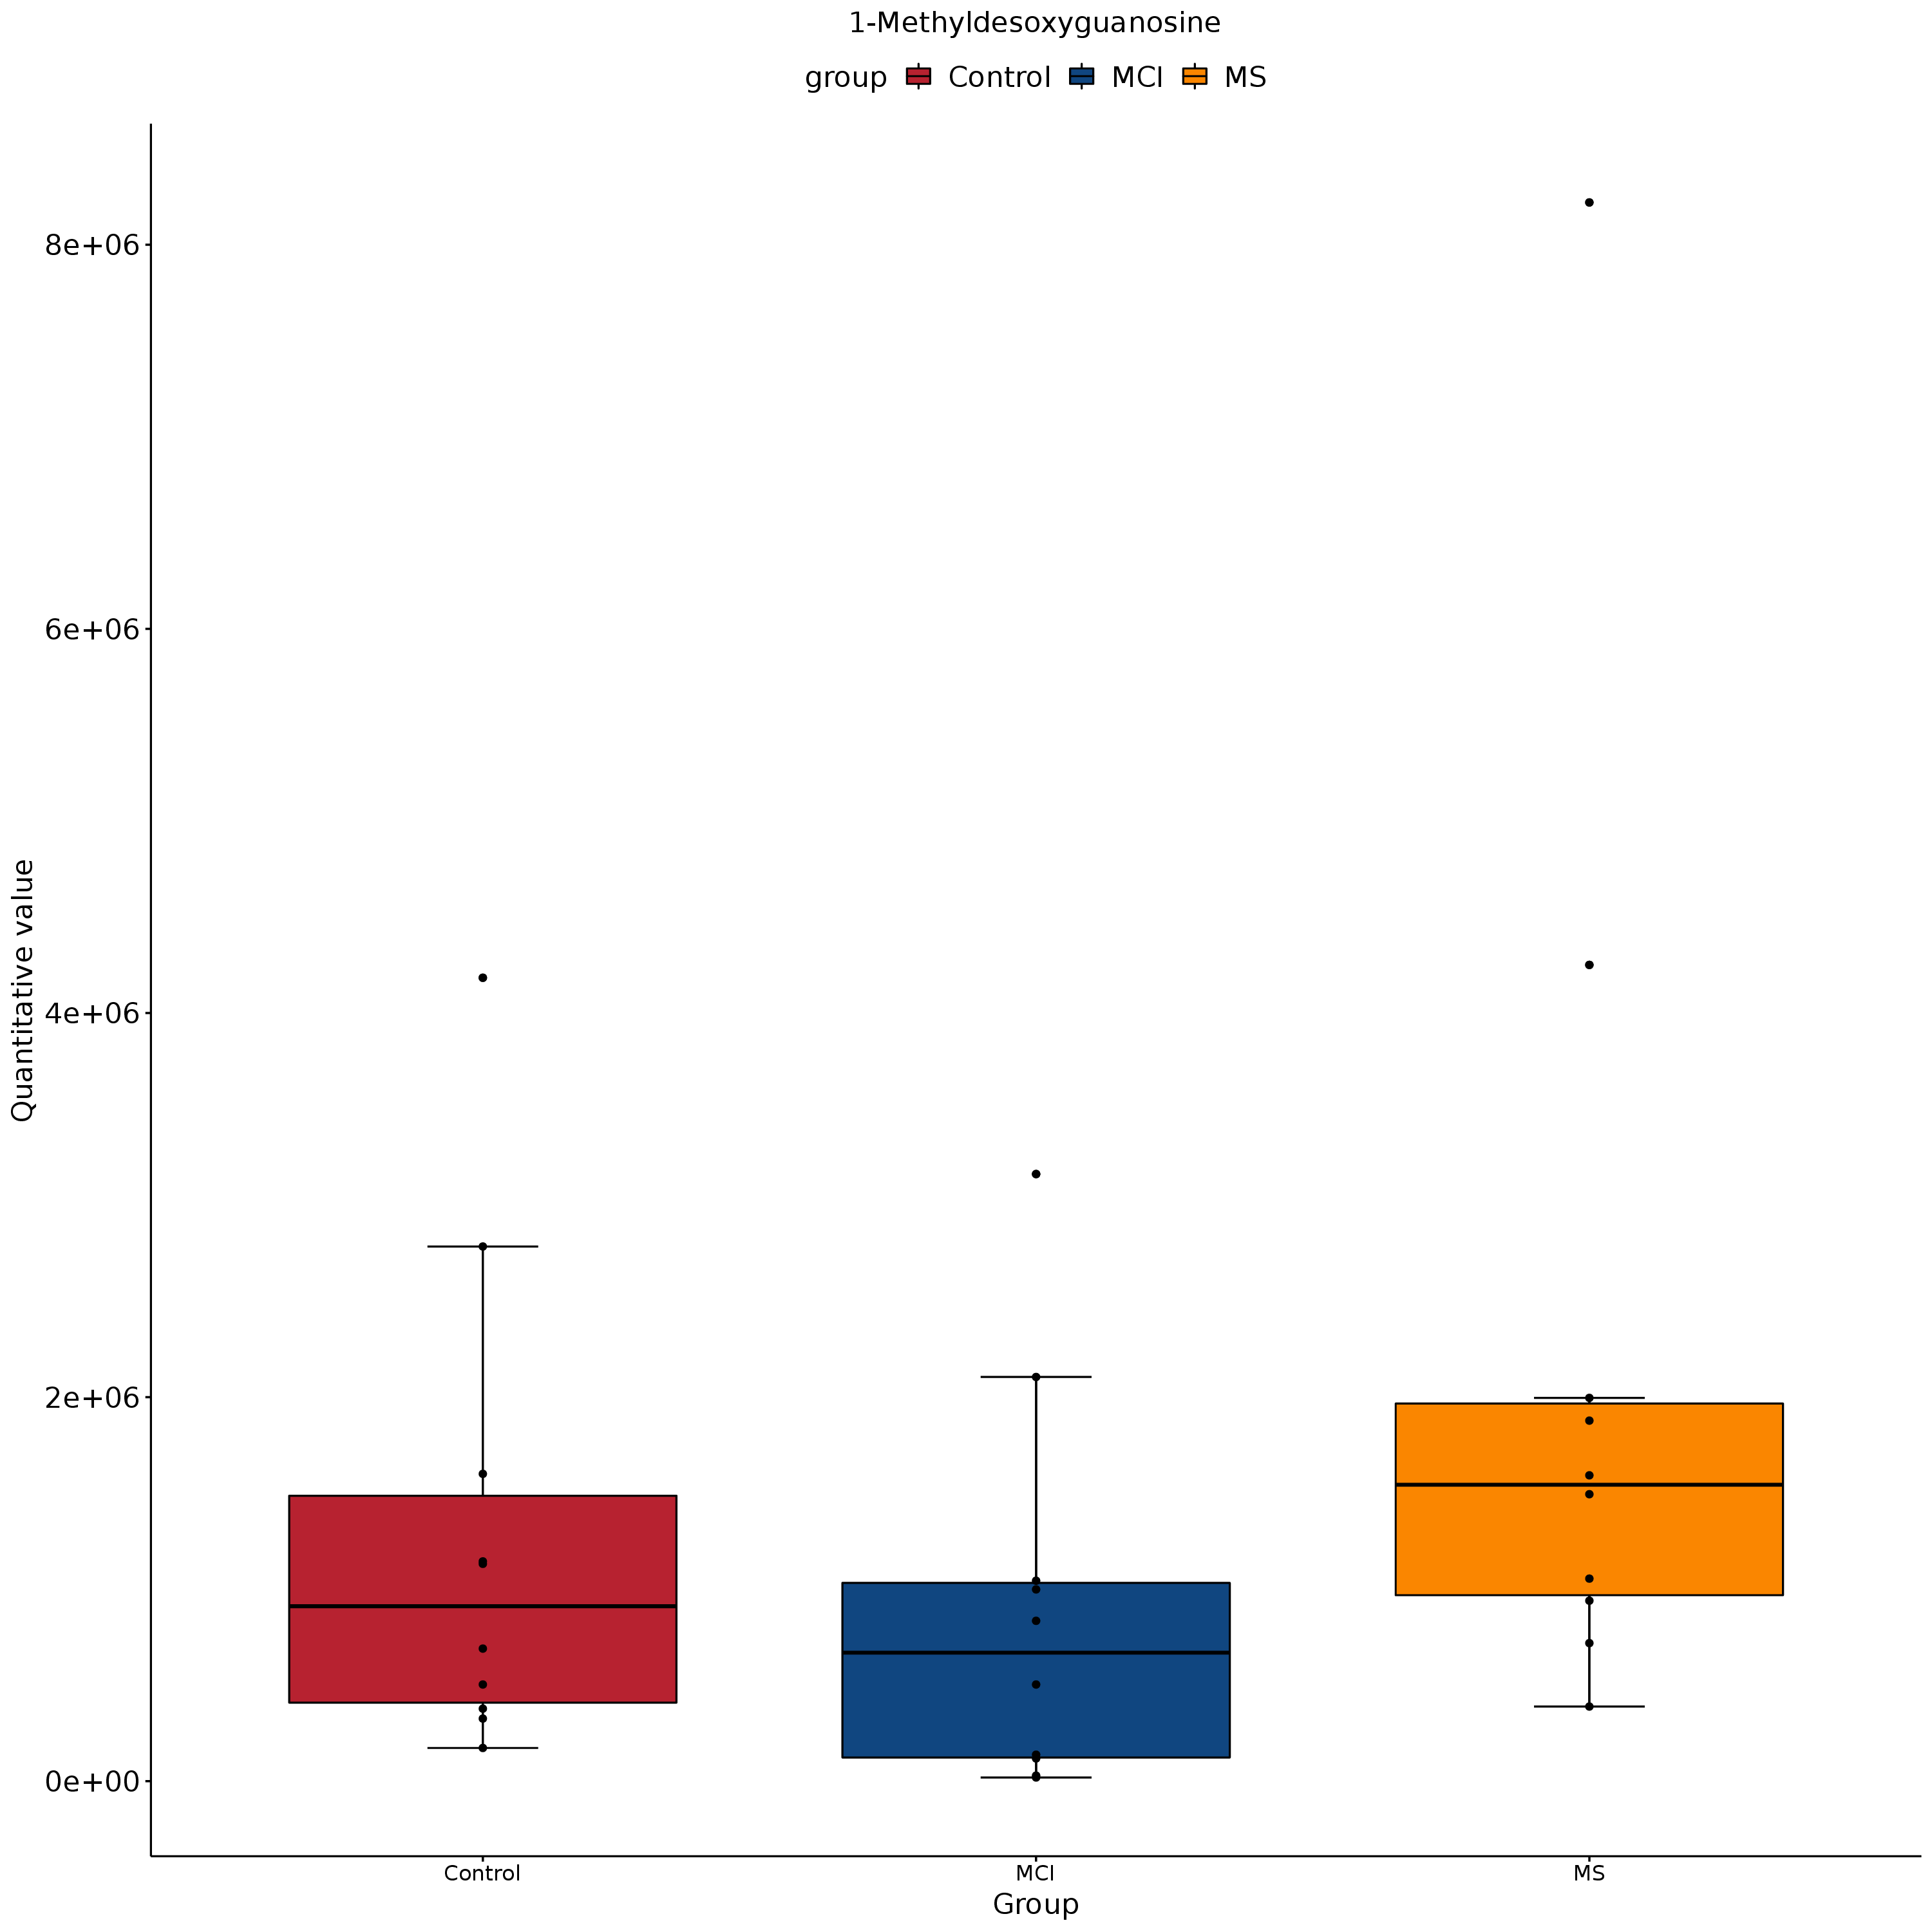 1-Methyldesoxyguanosine
group Control MCI MS
Quantitative value
8e+06
6e+06
4e+06
2e+06
0e+00
Control MCI MS
Group